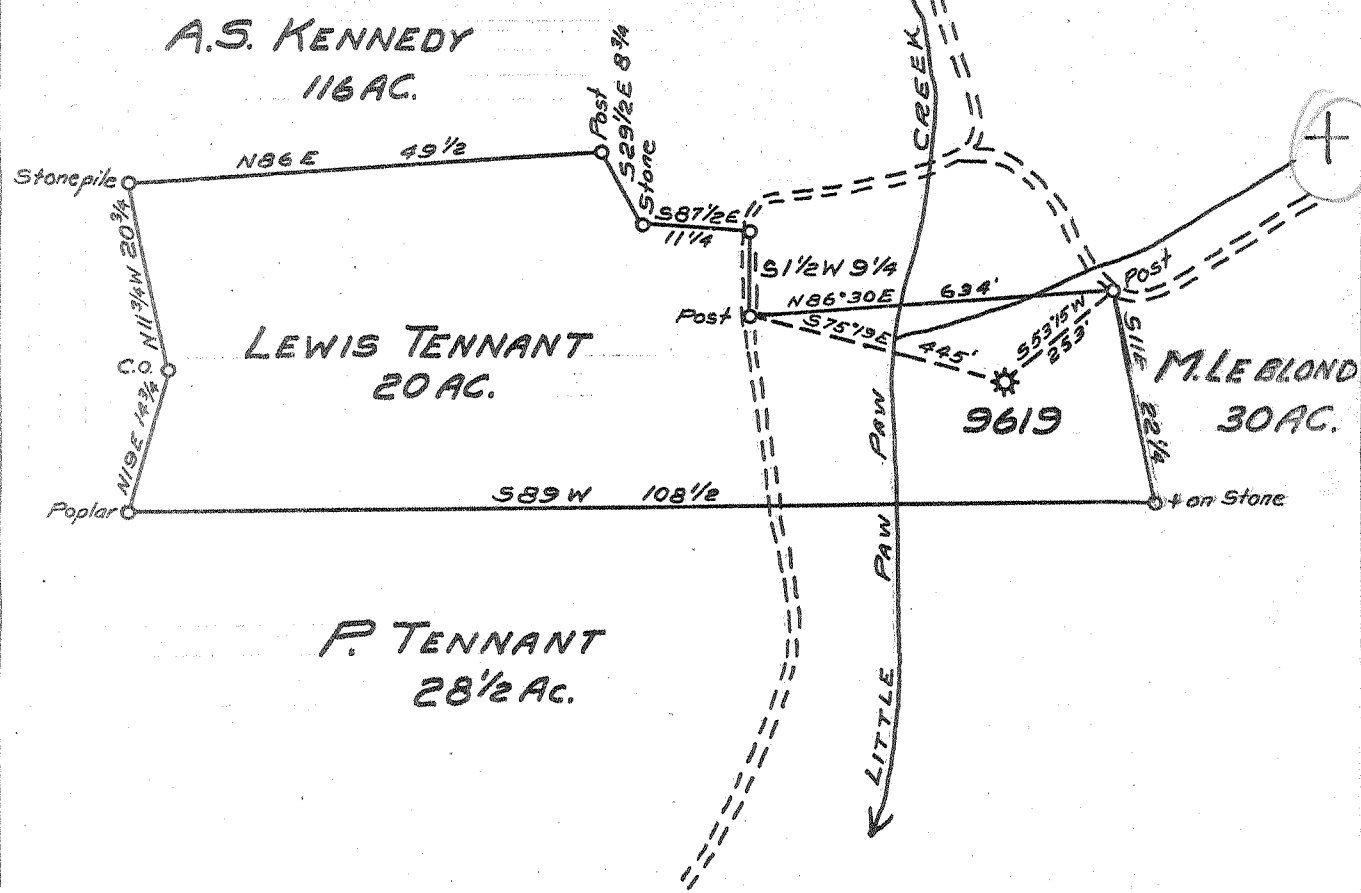 A.S. KENNEDY
116 AC.
N86E 49½
Stonepile
Post
S29½E 8¾
Stone
S87½E
11¼
S1½W 9¼
N86°30E 634'
Post
Post
S75°19E 445'
S53°15W
253'
N11¾W 20¾
C.O.
N19E 14¾
LEWIS TENNANT
20 AC.
9619
S11E 22¼
M. LE BLOND
30 AC.
Poplar
S89W 108½
+ on Stone
P. TENNANT
28½ Ac.
LITTLE PAW PAW CREEK